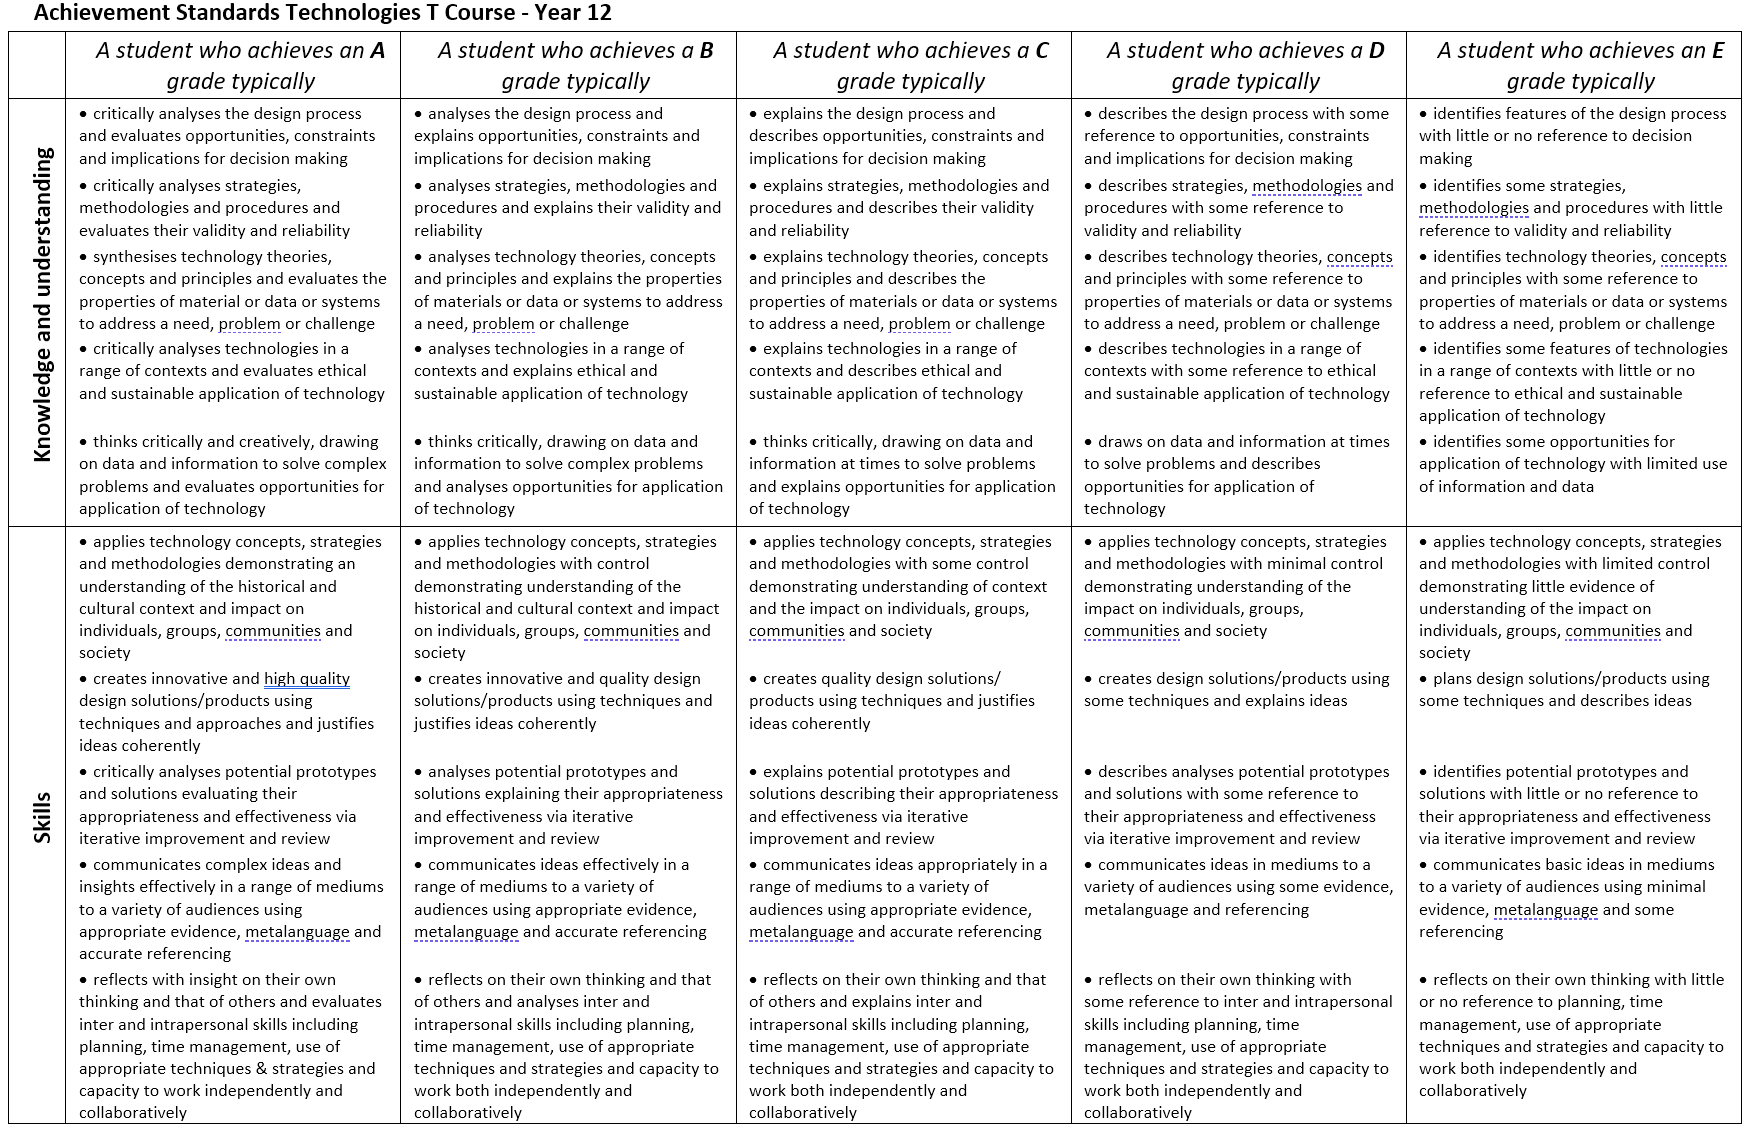 Achievement Standards Technologies T Course - Year 12
A student who achieves an A
grade typically
A student who achieves a B
grade typically
A student who achieves a C
grade typically
A student who achieves a D
grade typically
A student who achieves an E
grade typically
Knowledge and understanding
• critically analyses the design process
and evaluates opportunities, constraints
and implications for decision making
• analyses the design process and
explains opportunities, constraints and
implications for decision making
• explains the design process and
describes opportunities, constraints and
implications for decision making
• describes the design process with some
reference to opportunities, constraints
and implications for decision making
• identifies features of the design process
with little or no reference to decision
making
• critically analyses strategies,
methodologies and procedures and
evaluates their validity and reliability
• analyses strategies, methodologies and
procedures and explains their validity and
reliability
• explains strategies, methodologies and
procedures and describes their validity
and reliability
• describes strategies, methodologies and
procedures with some reference to
validity and reliability
• identifies some strategies,
methodologies and procedures with little
reference to validity and reliability
• synthesises technology theories,
concepts and principles and evaluates the
properties of material or data or systems
to address a need, problem or challenge
• analyses technology theories, concepts
and principles and explains the properties
of materials or data or systems to address
a need, problem or challenge
• explains technology theories, concepts
and principles and describes the
properties of materials or data or systems
to address a need, problem or challenge
• describes technology theories, concepts
and principles with some reference to
properties of materials or data or systems
to address a need, problem or challenge
• identifies technology theories, concepts
and principles with some reference to
properties of materials or data or systems
to address a need, problem or challenge
• critically analyses technologies in a
range of contexts and evaluates ethical
and sustainable application of technology
• analyses technologies in a range of
contexts and explains ethical and
sustainable application of technology
• explains technologies in a range of
contexts and describes ethical and
sustainable application of technology
• describes technologies in a range of
contexts with some reference to ethical
and sustainable application of technology
• identifies some features of technologies
in a range of contexts with little or no
reference to ethical and sustainable
application of technology
• thinks critically and creatively, drawing
on data and information to solve complex
problems and evaluates opportunities for
application of technology
• thinks critically, drawing on data and
information to solve complex problems
and analyses opportunities for application
of technology
• thinks critically, drawing on data and
information at times to solve problems
and explains opportunities for application
of technology
• draws on data and information at times
to solve problems and describes
opportunities for application of
technology
• identifies some opportunities for
application of technology with limited use
of information and data
Skills
• applies technology concepts, strategies
and methodologies demonstrating an
understanding of the historical and
cultural context and impact on
individuals, groups, communities and
society
• applies technology concepts, strategies
and methodologies with control
demonstrating understanding of the
historical and cultural context and impact
on individuals, groups, communities and
society
• applies technology concepts, strategies
and methodologies with some control
demonstrating understanding of context
and the impact on individuals, groups,
communities and society
• applies technology concepts, strategies
and methodologies with minimal control
demonstrating understanding of the
impact on individuals, groups,
communities and society
• applies technology concepts, strategies
and methodologies with limited control
demonstrating little evidence of
understanding of the impact on
individuals, groups, communities and
society
• creates innovative and high quality
design solutions/products using
techniques and approaches and justifies
ideas coherently
• creates innovative and quality design
solutions/products using techniques and
justifies ideas coherently
• creates quality design solutions/
products using techniques and justifies
ideas coherently
• creates design solutions/products using
some techniques and explains ideas
• plans design solutions/products using
some techniques and describes ideas
• critically analyses potential prototypes
and solutions evaluating their
appropriateness and effectiveness via
iterative improvement and review
• analyses potential prototypes and
solutions explaining their appropriateness
and effectiveness via iterative
improvement and review
• explains potential prototypes and
solutions describing their appropriateness
and effectiveness via iterative
improvement and review
• describes analyses potential prototypes
and solutions with some reference to
their appropriateness and effectiveness
via iterative improvement and review
• identifies potential prototypes and
solutions with little or no reference to
their appropriateness and effectiveness
via iterative improvement and review
• communicates complex ideas and
insights effectively in a range of mediums
to a variety of audiences using
appropriate evidence, metalanguage and
accurate referencing
• communicates ideas effectively in a
range of mediums to a variety of
audiences using appropriate evidence,
metalanguage and accurate referencing
• communicates ideas appropriately in a
range of mediums to a variety of
audiences using appropriate evidence,
metalanguage and accurate referencing
• communicates ideas in mediums to a
variety of audiences using some evidence,
metalanguage and referencing
• communicates basic ideas in mediums
to a variety of audiences using minimal
evidence, metalanguage and some
referencing
• reflects with insight on their own
thinking and that of others and evaluates
inter and intrapersonal skills including
planning, time management, use of
appropriate techniques & strategies and
capacity to work independently and
collaboratively
• reflects on their own thinking and that
of others and analyses inter and
intrapersonal skills including planning,
time management, use of appropriate
techniques and strategies and capacity to
work both independently and
collaboratively
• reflects on their own thinking and that
of others and explains inter and
intrapersonal skills including planning,
time management, use of appropriate
techniques and strategies and capacity to
work both independently and
collaboratively
• reflects on their own thinking with
some reference to inter and intrapersonal
skills including planning, time
management, use of appropriate
techniques and strategies and capacity to
work both independently and
collaboratively
• reflects on their own thinking with little
or no reference to planning, time
management, use of appropriate
techniques and strategies and capacity to
work both independently and
collaboratively